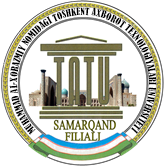 MUHAMMAD AL-XORAZMIY NOMIDAGI TOSHKENT AXBOROT TEXNOLOGIYALARI UNIVERSITETI
TATU
SAMARQAND
FILIALI